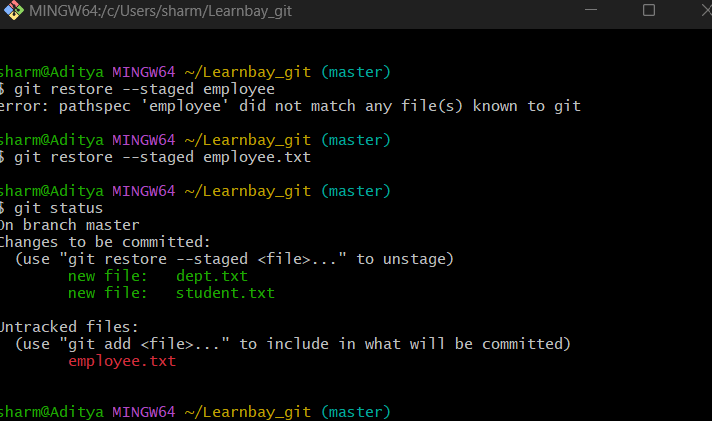 MINGW64:/c/Users/sharm/Learnbay_git
sharm@Aditya MINGW64 ~/Learnbay_git (master)
$ git restore --staged employee
error: pathspec 'employee' did not match any file(s) known to git
sharm@Aditya MINGW64 ~/Learnbay_git (master)
$ git restore --staged employee.txt
sharm@Aditya MINGW64 ~/Learnbay_git (master)
$ git status
On branch master
Changes to be committed:
(use "git restore --staged <file>..." to unstage)
new file: dept.txt
new file: student.txt
Untracked files:
(use "git add <file>..." to include in what will be committed)
employee.txt
sharm@Aditya MINGW64 ~/Learnbay_git (master)